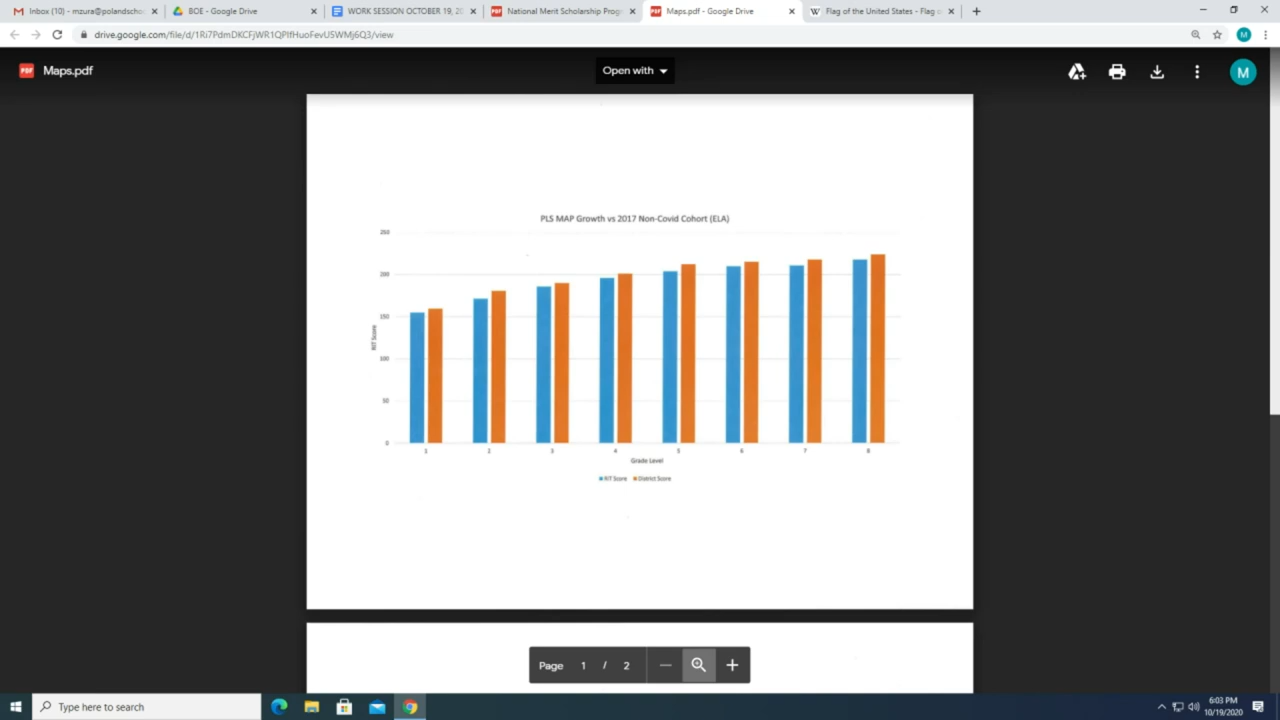 Inbox (10) - mzura@polandscho
BOE - Google Drive
WORK SESSION OCTOBER 19, 20
National Merit Scholarship Progr
Maps.pdf - Google Drive
Flag of the United States - Flag o
drive.google.com/file/d/1Ri7PdmDKCFjWR1QPIfHuoFevU5WMj6Q3/view
M
PDF Maps.pdf
Open with
M
PLS MAP Growth vs 2017 Non-Covid Cohort (ELA)
250
200
150
100
50
0
RIT Score
1 2 3 4 5 6 7 8
Grade Level
RIT Score District Score
Page 1 / 2
Type here to search
6:03 PM
10/19/2020